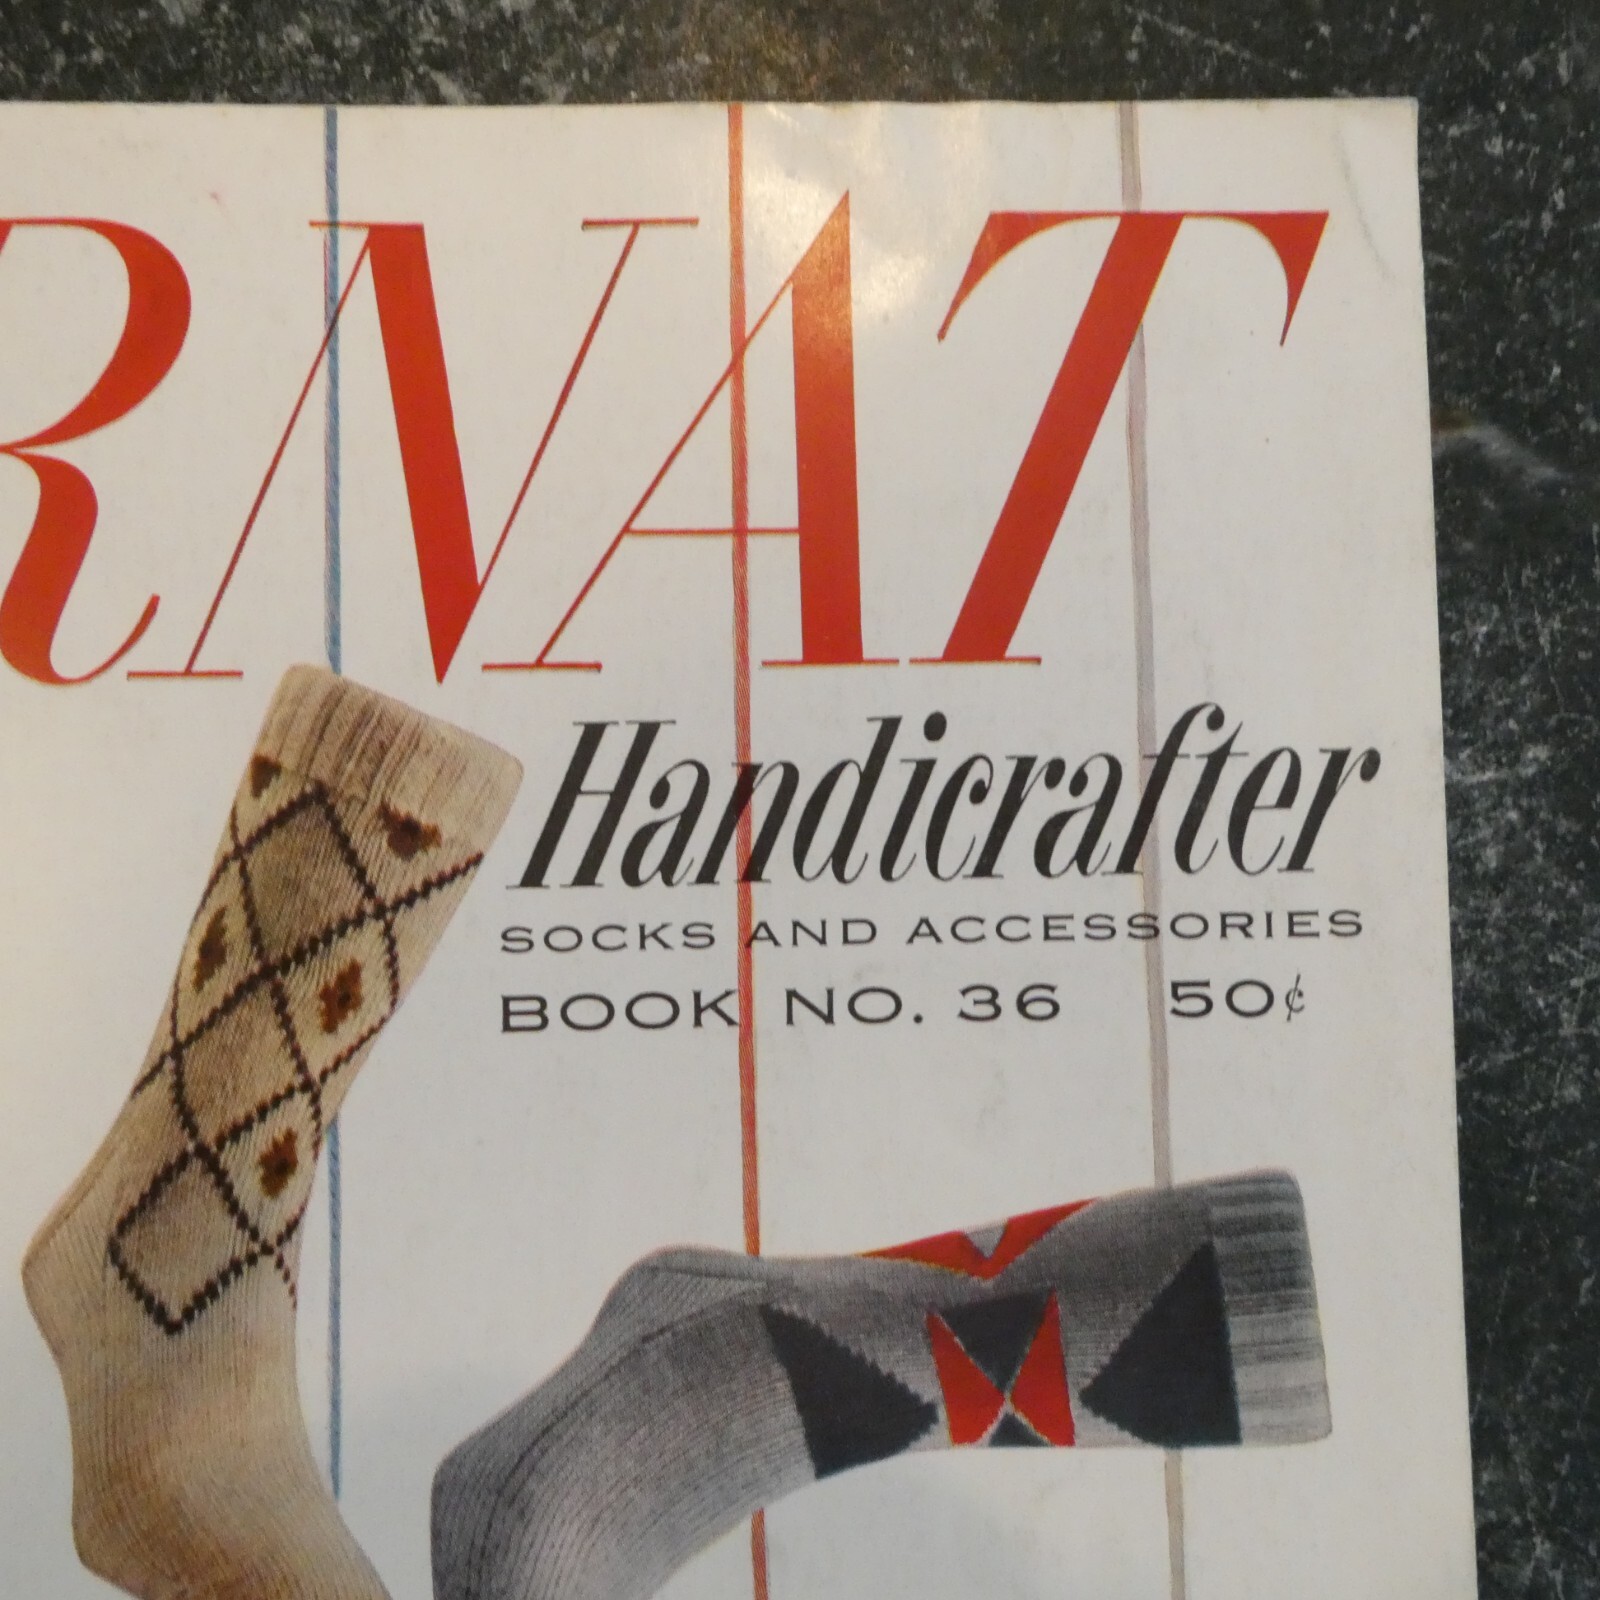 RNAT
Handicrafter
SOCKS AND ACCESSORIES
BOOK NO. 36 50¢